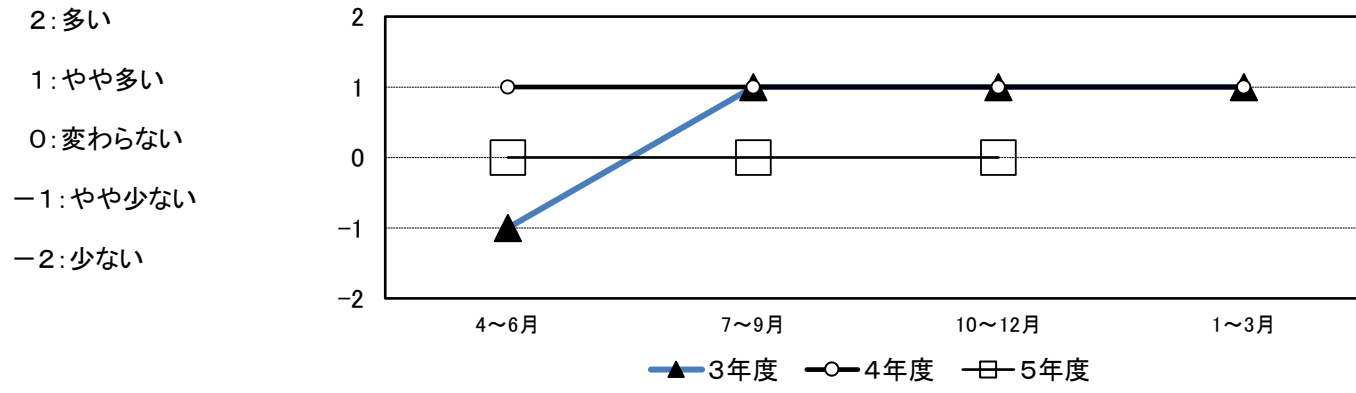 ２：多い
１：やや多い
０：変わらない
－１：やや少ない
－２：少ない
2
1
0
−1
−2
4～6月 7～9月 10～12月 1～3月
３年度 ４年度 ５年度